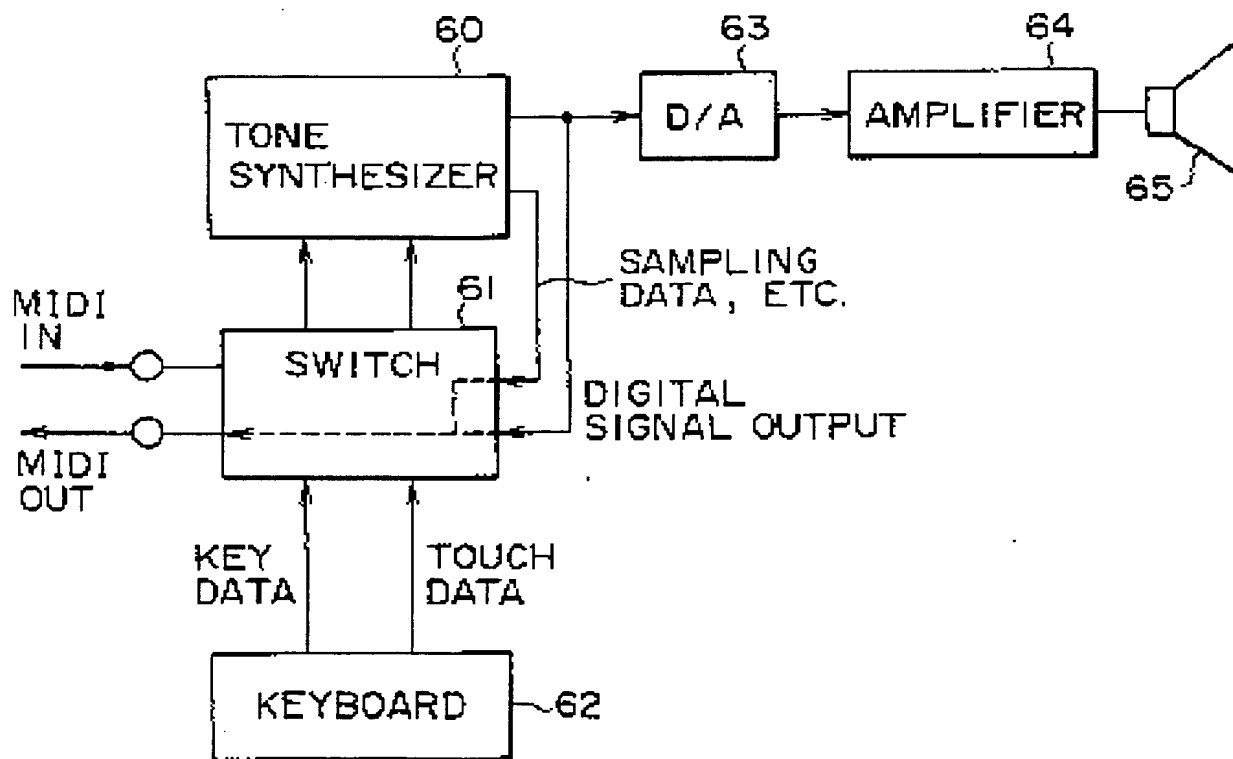 60
63
64
TONE
SYNTHESIZER
D/A
AMPLIFIER
65
SAMPLING
DATA, ETC.
61
MIDI
IN
SWITCH
DIGITAL
SIGNAL OUTPUT
MIDI
OUT
KEY
DATA
TOUCH
DATA
KEYBOARD
62